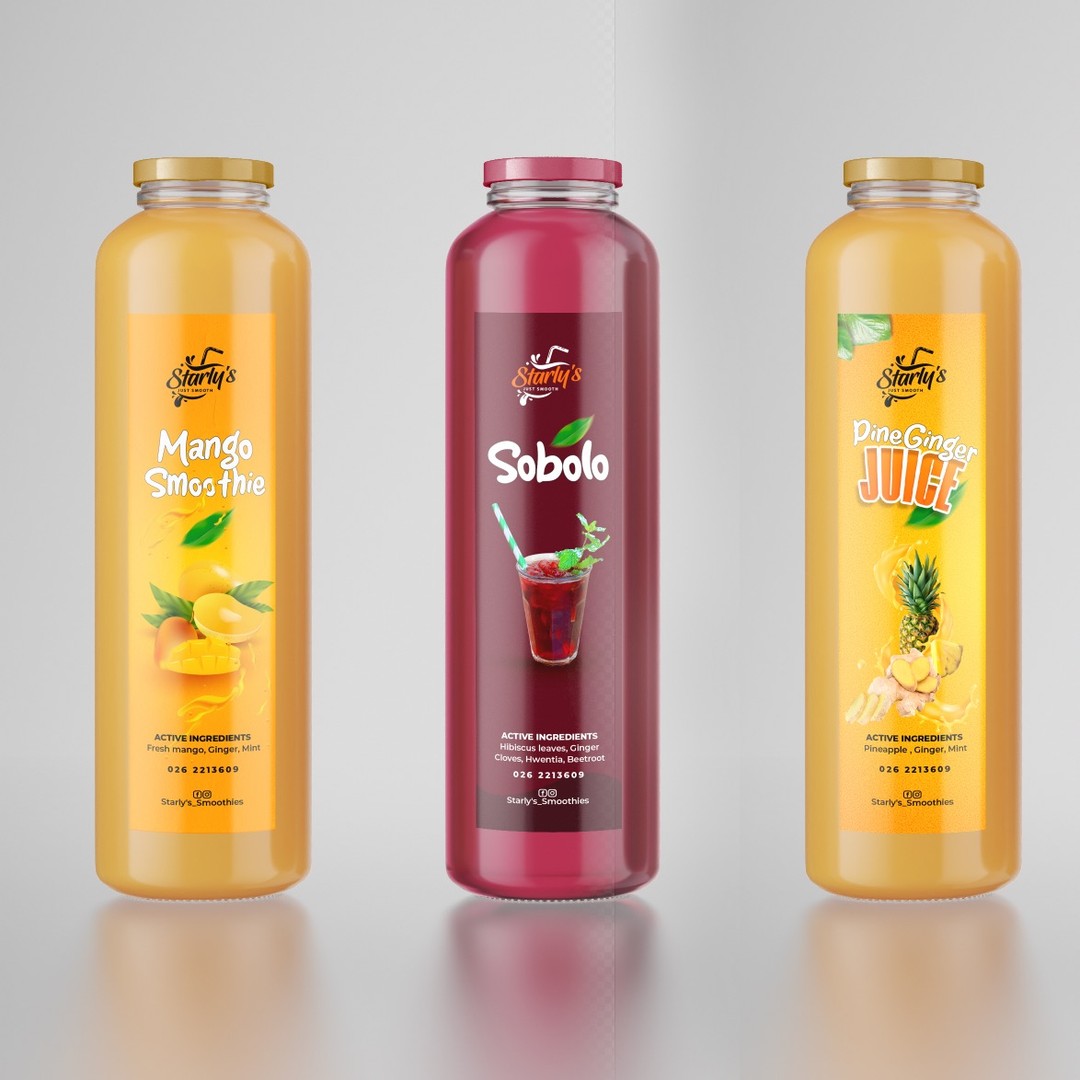 Starly's
JUST SMOOTH
Mango
Smoothie
ACTIVE INGREDIENTS
Fresh mango, Ginger, Mint
026 2213609
Starly's_Smoothies
Starly's
JUST SMOOTH
Sobolo
ACTIVE INGREDIENTS
Hibiscus leaves, Ginger
Cloves, Hwentia, Beetroot
026 2213609
Starly's_Smoothies
Starly's
JUST SMOOTH
PineGinger
JUICE
ACTIVE INGREDIENTS
Pineapple , Ginger, Mint
026 2213609
Starly's_Smoothies